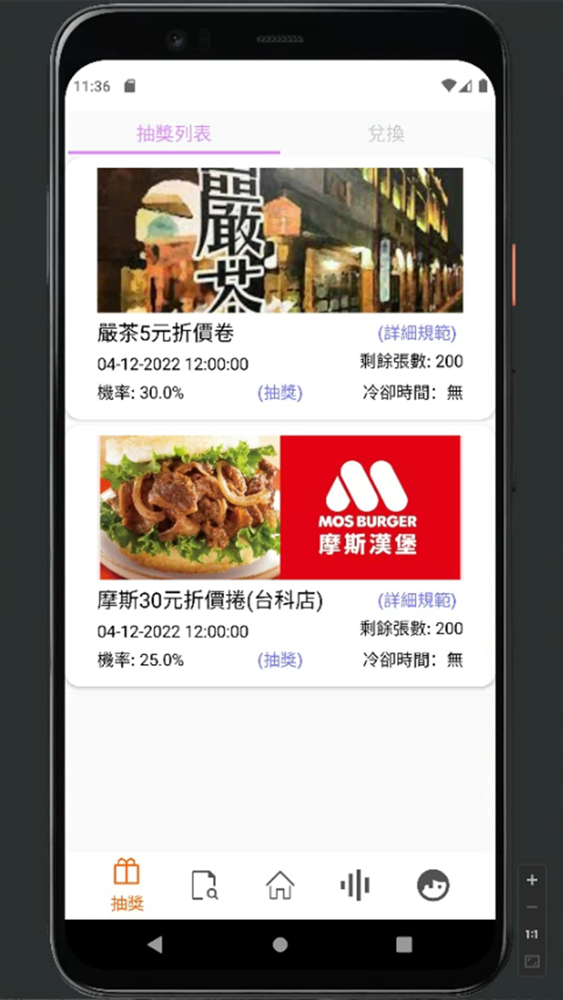 11:36
抽獎列表
兌換
嚴茶
嚴茶5元折價卷
(詳細規範)
04-12-2022 12:00:00
剩餘張數: 200
機率: 30.0%
(抽獎)
冷卻時間: 無
MOS BURGER
摩斯漢堡
摩斯30元折價捲(台科店)
(詳細規範)
04-12-2022 12:00:00
剩餘張數: 200
機率: 25.0%
(抽獎)
冷卻時間: 無
抽獎
1:1